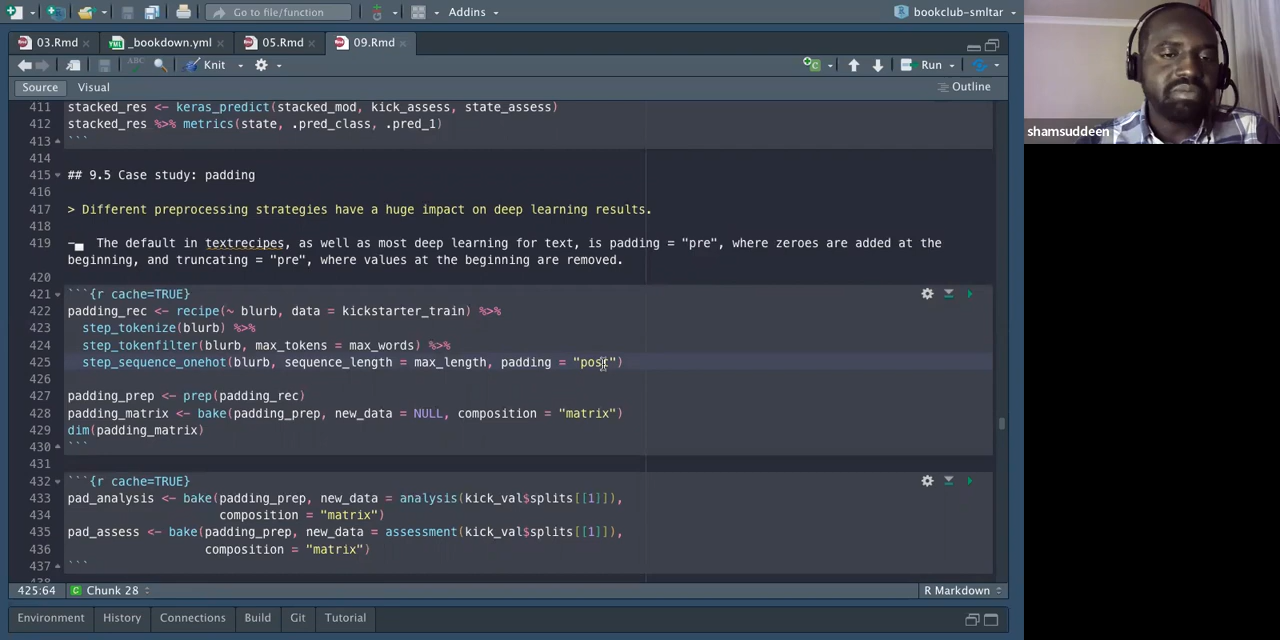 Go to file/function
Addins
bookclub-smltar
03.Rmd
_bookdown.yml
05.Rmd
09.Rmd
ABC
Knit
Run
Source
Visual
Outline
411 stacked_res <- keras_predict(stacked_mod, kick_assess, state_assess)
412 stacked_res %>% metrics(state, .pred_class, .pred_1)
413 ```
414
415 ## 9.5 Case study: padding
416
417 > Different preprocessing strategies have a huge impact on deep learning results.
418
419 - The default in textrecipes, as well as most deep learning for text, is padding = "pre", where zeroes are added at the
beginning, and truncating = "pre", where values at the beginning are removed.
420
421 ```{r cache=TRUE}
422 padding_rec <- recipe(~ blurb, data = kickstarter_train) %>%
423 step_tokenize(blurb) %>%
424 step_tokenfilter(blurb, max_tokens = max_words) %>%
425 step_sequence_onehot(blurb, sequence_length = max_length, padding = "post")
426
427 padding_prep <- prep(padding_rec)
428 padding_matrix <- bake(padding_prep, new_data = NULL, composition = "matrix")
429 dim(padding_matrix)
430 ```
431
432 ```{r cache=TRUE}
433 pad_analysis <- bake(padding_prep, new_data = analysis(kick_val$splits[[1]]),
434 composition = "matrix")
435 pad_assess <- bake(padding_prep, new_data = assessment(kick_val$splits[[1]]),
436 composition = "matrix")
437 ```
438
425:64
Chunk 28
R Markdown
Environment
History
Connections
Build
Git
Tutorial
shamsuddeen